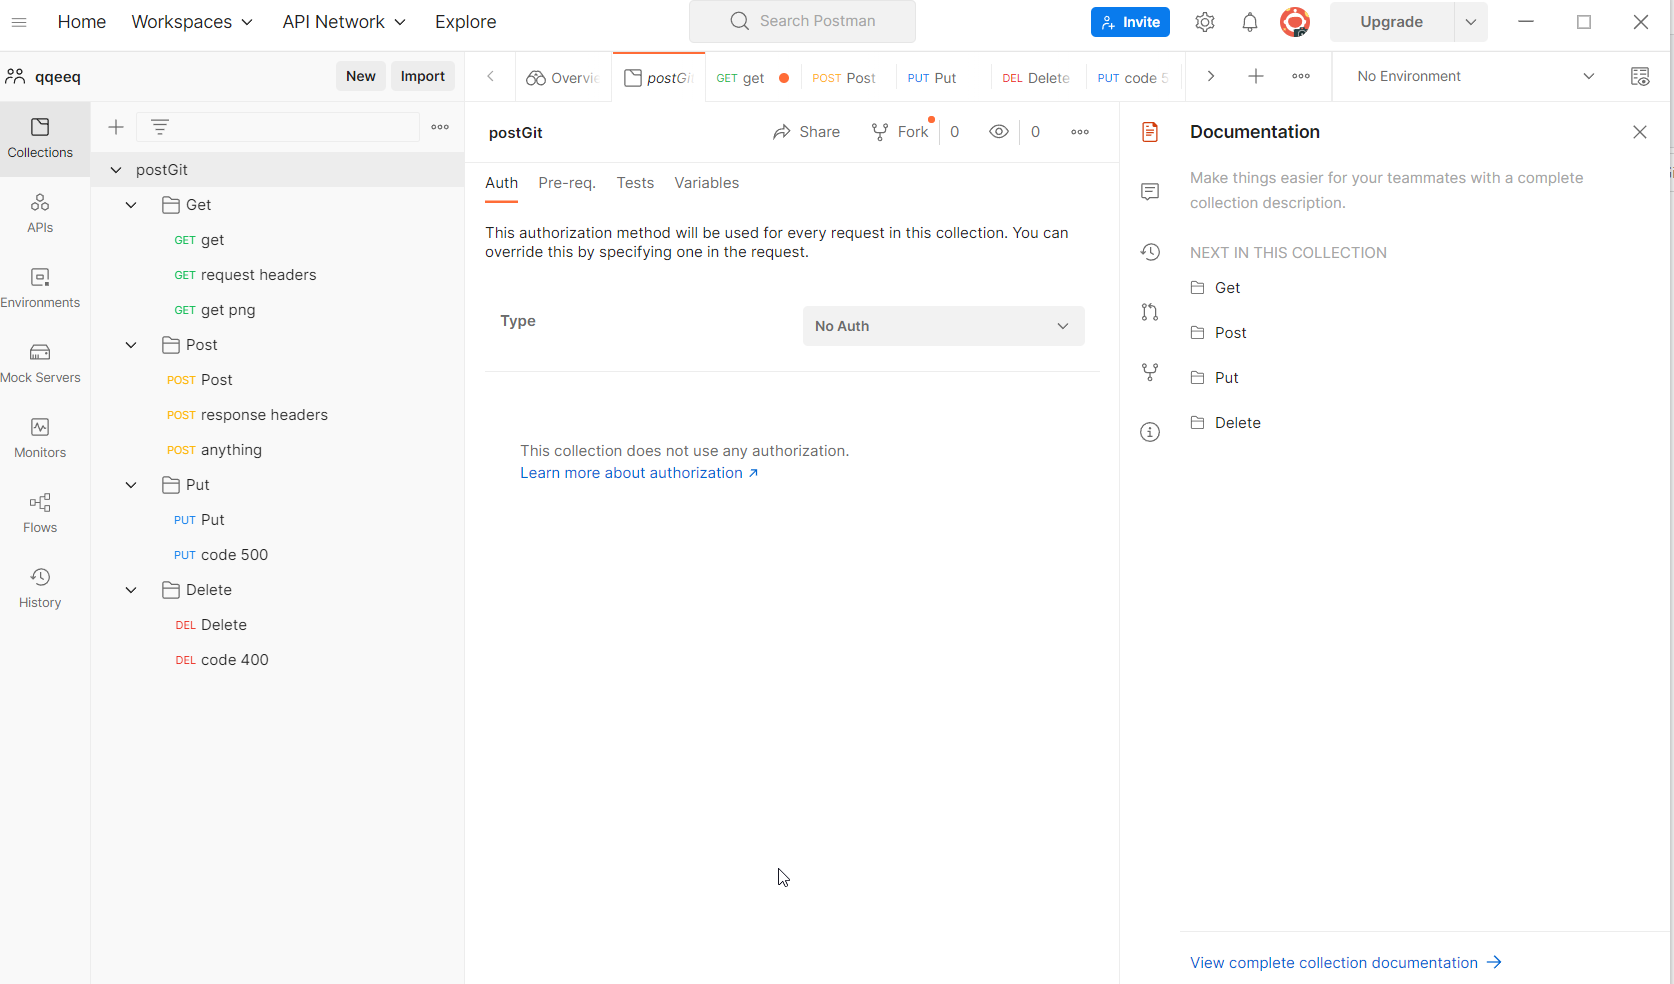 Home Workspaces API Network Explore Search Postman Invite Upgrade
qqeeq New Import
Overvie postGi GET get POST Post PUT Put DEL Delete PUT code 5 No Environment
Collections
APIs
Environments
Mock Servers
Monitors
Flows
History
postGit
Get
GET get
GET request headers
GET get png
Post
POST Post
POST response headers
POST anything
Put
PUT Put
PUT code 500
Delete
DEL Delete
DEL code 400
postGit Share Fork 0 0
Auth Pre-req. Tests Variables
This authorization method will be used for every request in this collection. You can
override this by specifying one in the request.
Type No Auth
This collection does not use any authorization.
Learn more about authorization
Documentation
Make things easier for your teammates with a complete
collection description.
NEXT IN THIS COLLECTION
Get
Post
Put
Delete
View complete collection documentation